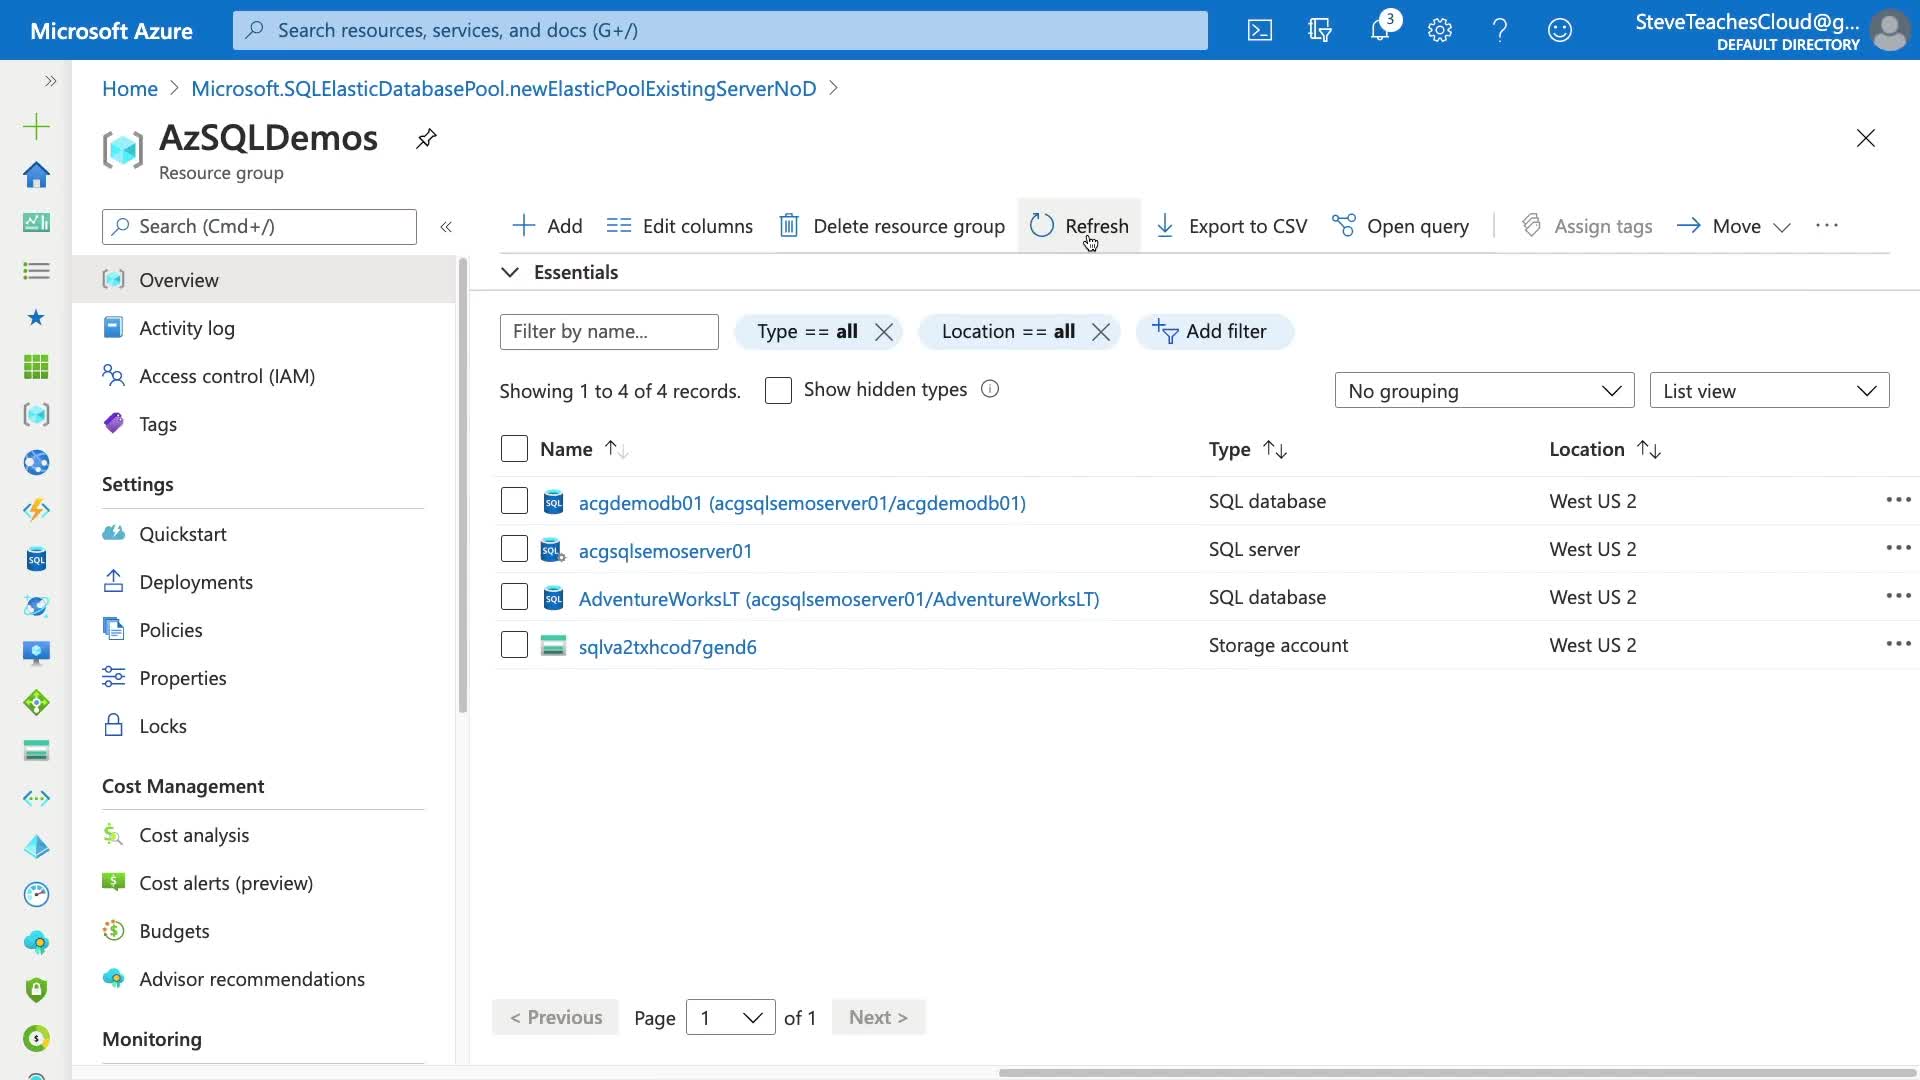 Microsoft Azure
Search resources, services, and docs (G+/)
3
SteveTeachesCloud@g...
DEFAULT DIRECTORY
Home > Microsoft.SQLElasticDatabasePool.newElasticPoolExistingServerNoD >
AzSQLDemos
Resource group
Search (Cmd+/)
«
Overview
Activity log
Access control (IAM)
Tags
Settings
Quickstart
Deployments
Policies
Properties
Locks
Cost Management
Cost analysis
Cost alerts (preview)
Budgets
Advisor recommendations
Monitoring
Add
Edit columns
Delete resource group
Refresh
Export to CSV
Open query
Assign tags
Move
Essentials
Filter by name...
Type == all
Location == all
Add filter
Showing 1 to 4 of 4 records.
Show hidden types
No grouping
List view
Name Type Location
acgdemodb01 (acgsqlsemoserver01/acgdemodb01) SQL database West US 2
acgsqlsemoserver01 SQL server West US 2
AdventureWorksLT (acgsqlsemoserver01/AdventureWorksLT) SQL database West US 2
sqlva2txhcod7gend6 Storage account West US 2
< Previous Page 1 of 1 Next >